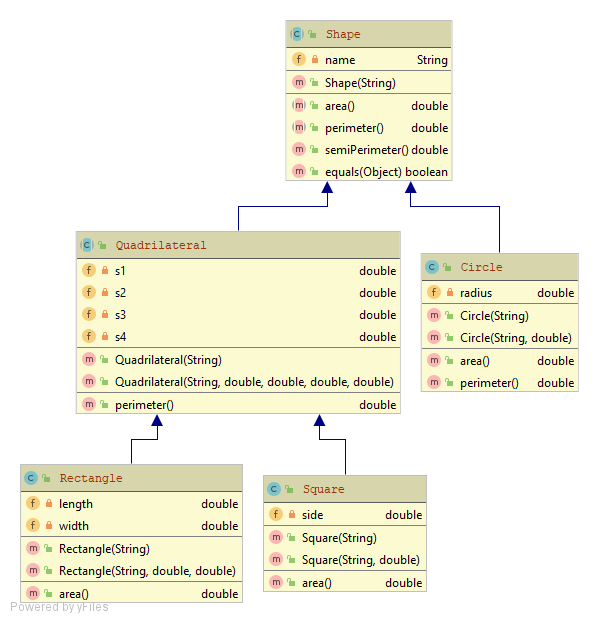 Shape
name String
Shape(String)
area() double
perimeter() double
semiPerimeter() double
equals(Object) boolean
Quadrilateral
s1 double
s2 double
s3 double
s4 double
Quadrilateral(String)
Quadrilateral(String, double, double, double, double)
perimeter() double
Circle
radius double
Circle(String)
Circle(String, double)
area() double
perimeter() double
Rectangle
length double
width double
Rectangle(String)
Rectangle(String, double, double)
area() double
Square
side double
Square(String)
Square(String, double)
area() double
Powered by yFiles